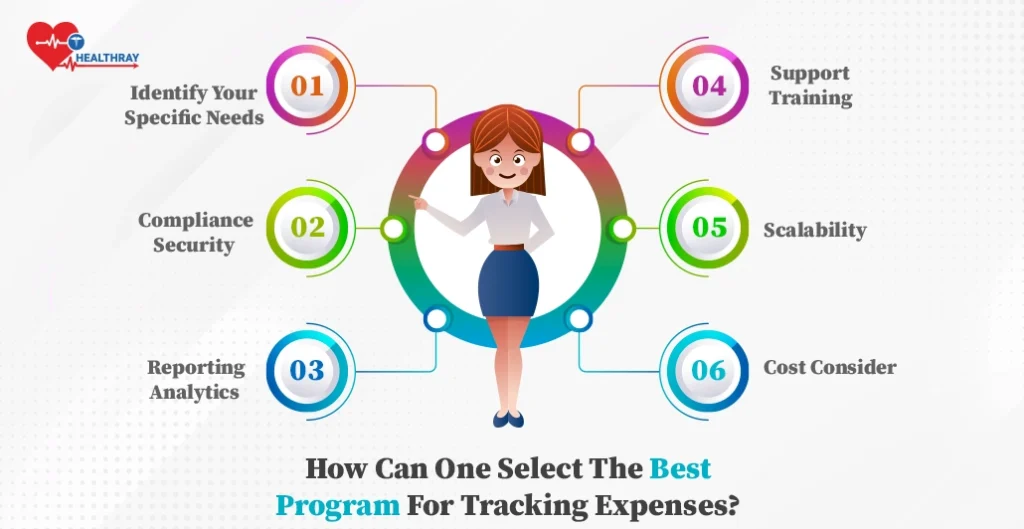 HEALTHRAY
01
Identify Your
Specific Needs
02
Compliance
Security
03
Reporting
Analytics
04
Support
Training
05
Scalability
06
Cost Consider
How Can One Select The Best
Program For Tracking Expenses?